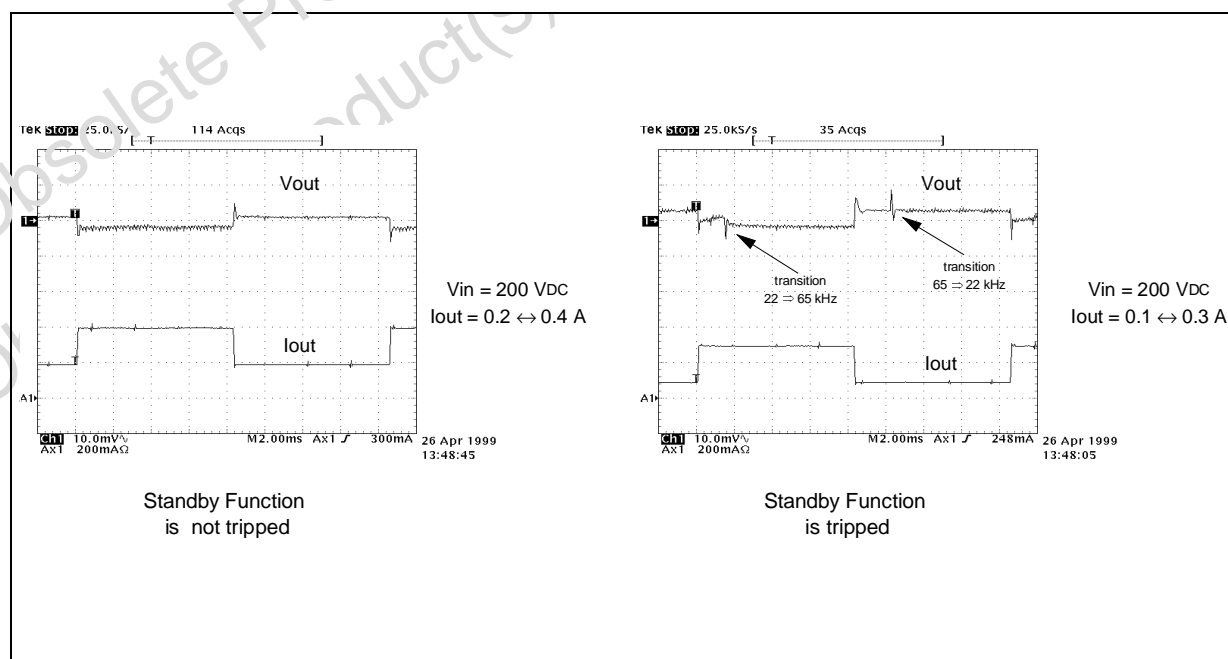 Obsolete Pr
oduct(s)
Tek Stop: 25.0 S/ 114 Acqs
T
Vout
T
1→
Iout
T
A1▸
Ch1 10.0mV∿ M2.00ms Ax1 ƒ 300mA
Ax1 200mAΩ
26 Apr 1999
13:48:45
Vin = 200 VDC
Iout = 0.2 ↔ 0.4 A
Standby Function
is not tripped
Tek Stop: 25.0kS/s 35 Acqs
T
Vout
T
1→
transition
22 ⇒ 65 kHz
transition
65 ⇒ 22 kHz
Iout
T
A1▸
Ch1 10.0mV∿ M2.00ms Ax1 ƒ 248mA
Ax1 200mAΩ
26 Apr 1999
13:48:05
Vin = 200 VDC
Iout = 0.1 ↔ 0.3 A
Standby Function
is tripped